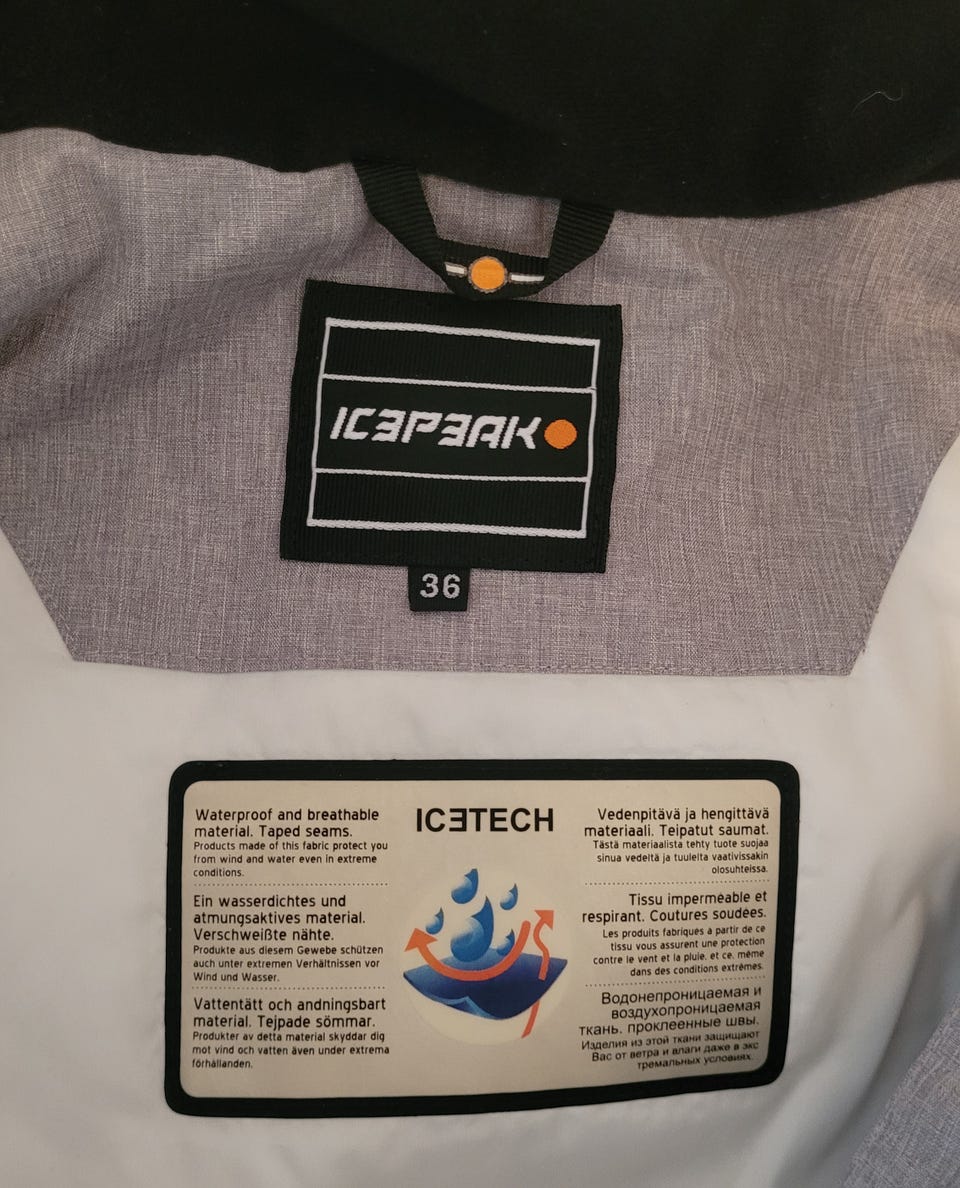 ICEPEAK
36
ICETECH
Waterproof and breathable
material. Taped seams.
Products made of this fabric protect you
from wind and water even in extreme
conditions.
Ein wasserdichtes und
atmungsaktives material.
Verschweißte nähte.
Produkte aus diesem Gewebe schützen
auch unter extremen Verhältnissen vor
Wind und Wasser.
Vattentätt och andningsbart
material. Tejpade sömmar.
Produkter av detta material skyddar dig
mot vind och vatten även under extrema
förhållanden.
Vedenpitävä ja hengittävä
materiaali. Teipatut saumat.
Tästä materiaalista tehty tuote suojaa
sinua vedeltä ja tuulelta vaativissakin
olosuhteissa.
Tissu imperméable et
respirant. Coutures soudées.
Les produits fabriqués à partir de ce
tissu vous assurent une protection
contre le vent et la pluie, et ce, même
dans des conditions extrêmes.
Водонепроницаемая и
воздухопроницаемая
ткань. проклеенные швы.
Изделия из этой ткани защищают
Вас от ветра и влаги даже в экс
тремальных условиях.